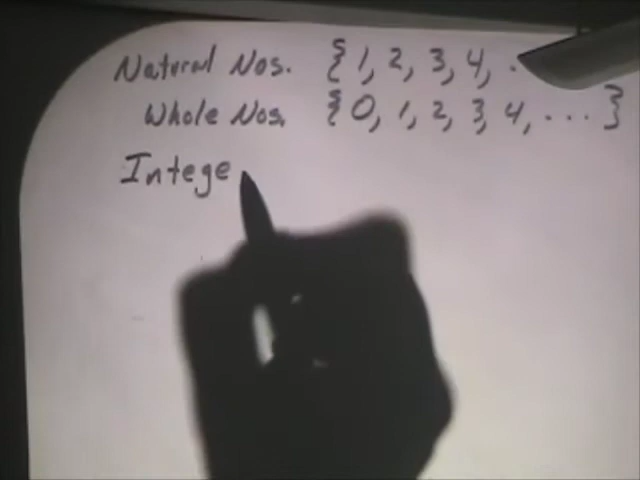 Natural Nos. { 1, 2, 3, 4, .
Whole Nos. { 0, 1, 2, 3, 4, ... }
Intege